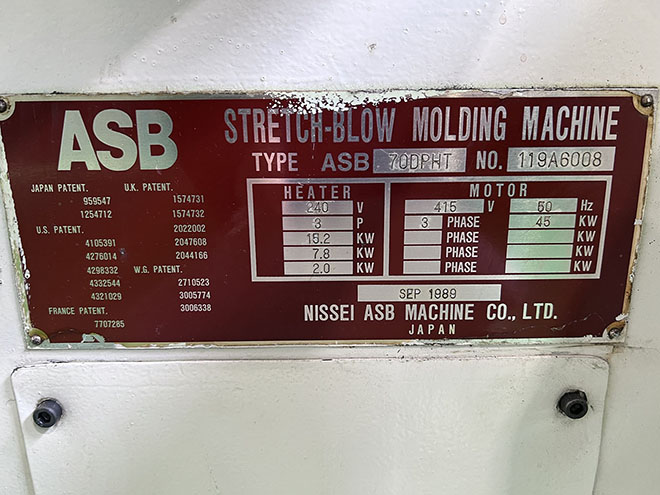 ASB
STRETCH-BLOW MOLDING MACHINE
TYPE ASB 70DPHT NO. 119A6008
JAPAN PATENT.
959547
1254712
U.S. PATENT.
4105391
4276014
4298332
4332544
4321029
FRANCE PATENT.
7707285
U.K. PATENT.
1574731
1574732
2022002
2047608
2044166
W.G. PATENT.
2710523
3005774
3006338
HEATER
240 V
3 P
15.2 KW
7.8 KW
2.0 KW
MOTOR
415 V 50 Hz
3 PHASE 45 KW
PHASE KW
PHASE KW
PHASE KW
SEP 1989
NISSEI ASB MACHINE CO., LTD.
JAPAN